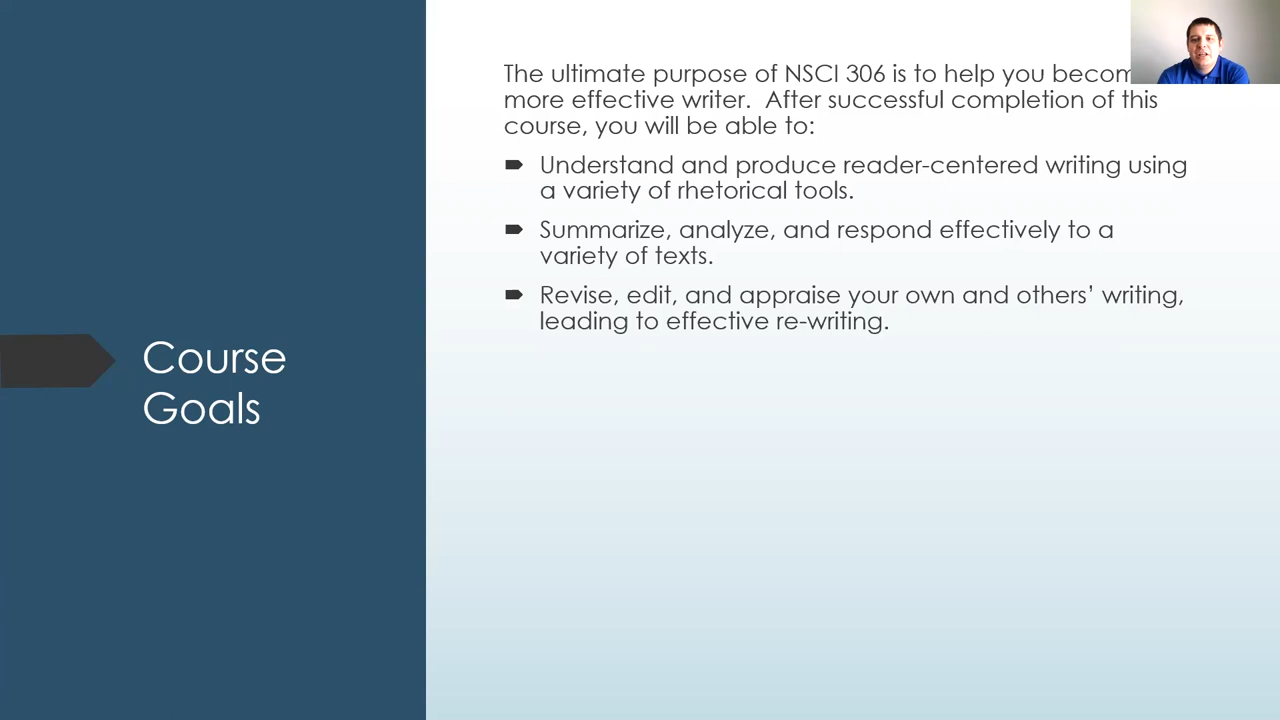 Course
Goals
The ultimate purpose of NSCI 306 is to help you becom
more effective writer.  After successful completion of this
course, you will be able to:
Understand and produce reader-centered writing using
a variety of rhetorical tools.
Summarize, analyze, and respond effectively to a
variety of texts.
Revise, edit, and appraise your own and others’ writing,
leading to effective re-writing.